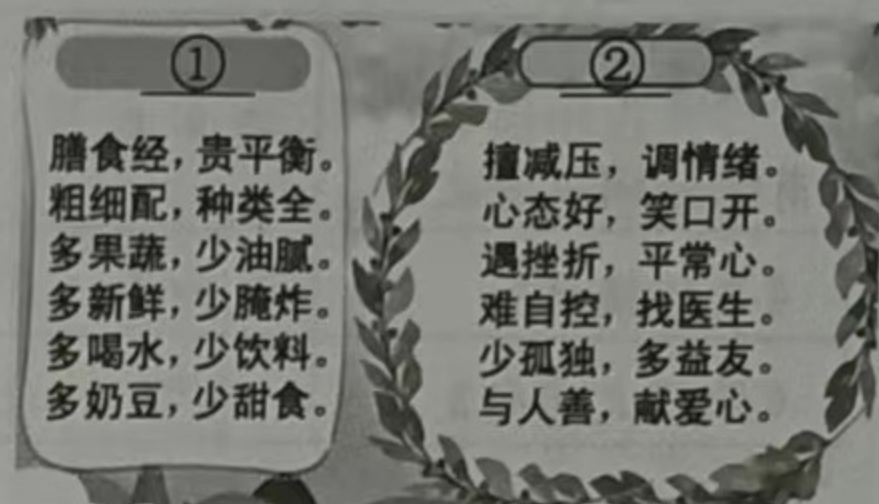 ①
膳食经，贵平衡。
粗细配，种类全。
多果蔬，少油腻。
多新鲜，少腌炸。
多喝水，少饮料。
多奶豆，少甜食。
②
擅减压，调情绪。
心态好，笑口开。
遇挫折，平常心。
难自控，找医生。
少孤独，多益友。
与人善，献爱心。